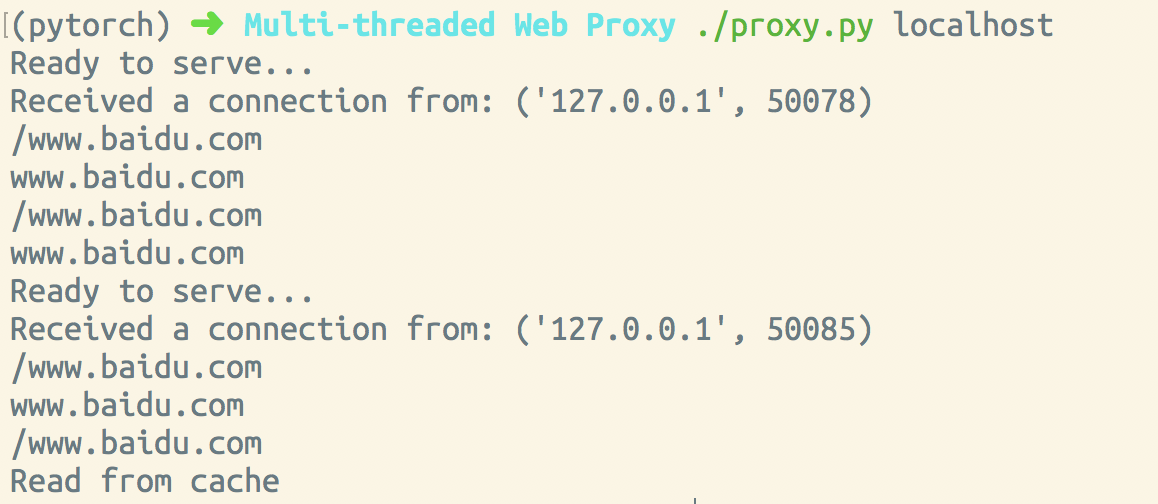 (pytorch) ➜ Multi-threaded Web Proxy ./proxy.py localhost
Ready to serve...
Received a connection from: ('127.0.0.1', 50078)
/www.baidu.com
www.baidu.com
/www.baidu.com
www.baidu.com
Ready to serve...
Received a connection from: ('127.0.0.1', 50085)
/www.baidu.com
www.baidu.com
/www.baidu.com
Read from cache